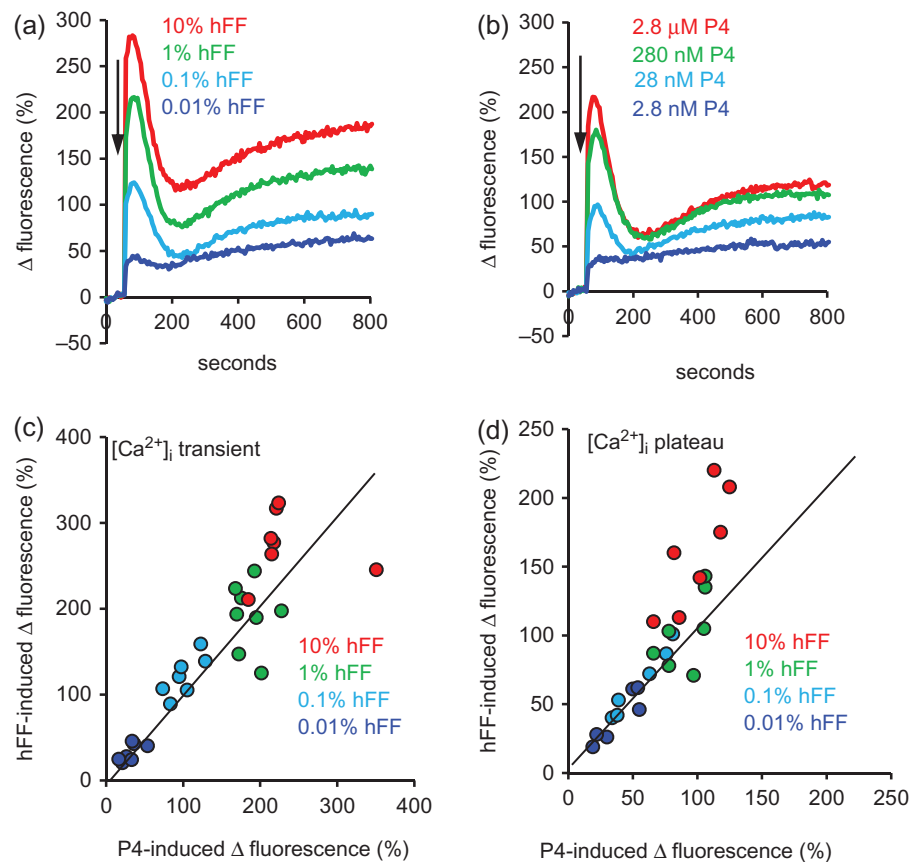 (a)
10% hFF
1% hFF
0.1% hFF
0.01% hFF
Δ fluorescence (%)
300
250
200
150
100
50
0
–50
0 200 400 600 800
seconds
(b)
2.8 µM P4
280 nM P4
28 nM P4
2.8 nM P4
Δ fluorescence (%)
300
250
200
150
100
50
0
–50
0 200 400 600 800
seconds
(c)
[Ca²⁺]ᵢ transient
hFF-induced Δ fluorescence (%)
400
300
200
100
0
10% hFF
1% hFF
0.1% hFF
0.01% hFF
0 100 200 300 400
P4-induced Δ fluorescence (%)
(d)
[Ca²⁺]ᵢ plateau
hFF-induced Δ fluorescence (%)
250
200
150
100
50
0
10% hFF
1% hFF
0.1% hFF
0.01% hFF
0 50 100 150 200 250
P4-induced Δ fluorescence (%)